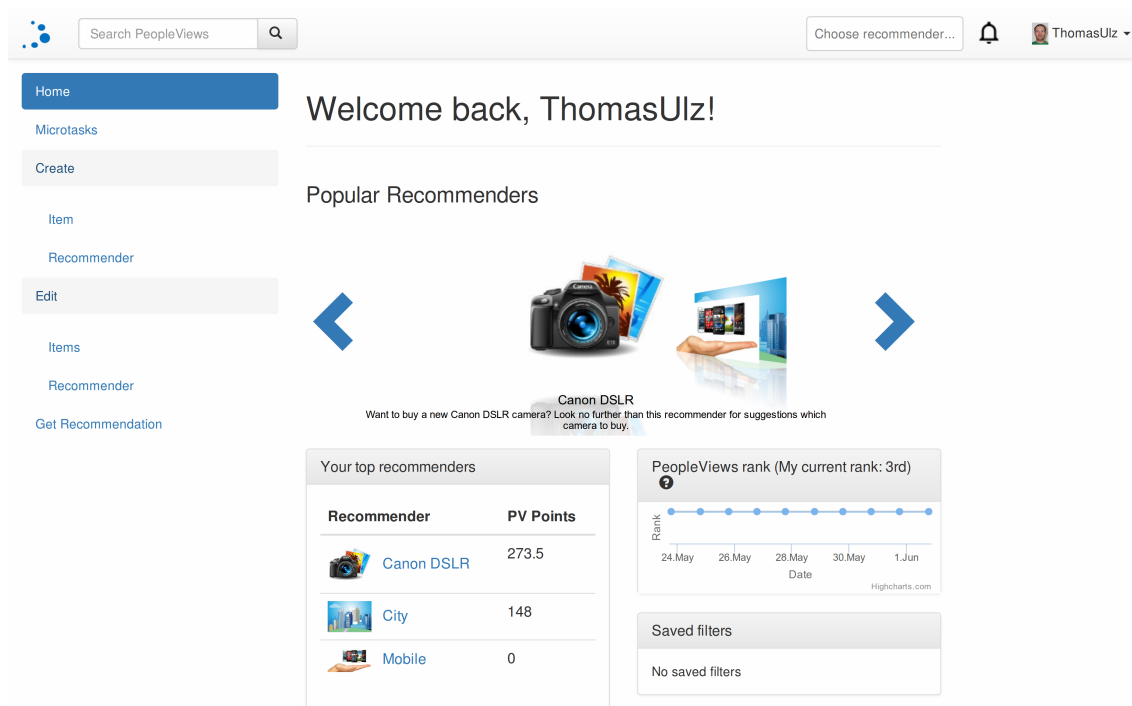 Search PeopleViews
Choose recommender...
ThomasUlz
Home
Microtasks
Create
Item
Recommender
Edit
Items
Recommender
Get Recommendation
Welcome back, ThomasUlz!
Popular Recommenders
Camera
Canon DSLR
Want to buy a new Canon DSLR camera? Look no further than this recommender for suggestions which
camera to buy.
Your top recommenders
Recommender PV Points
Canon DSLR 273.5
City 148
Mobile 0
PeopleViews rank (My current rank: 3rd)
?
Rank
24.May 26.May 28.May 30.May 1.Jun
Date
Highcharts.com
Saved filters
No saved filters